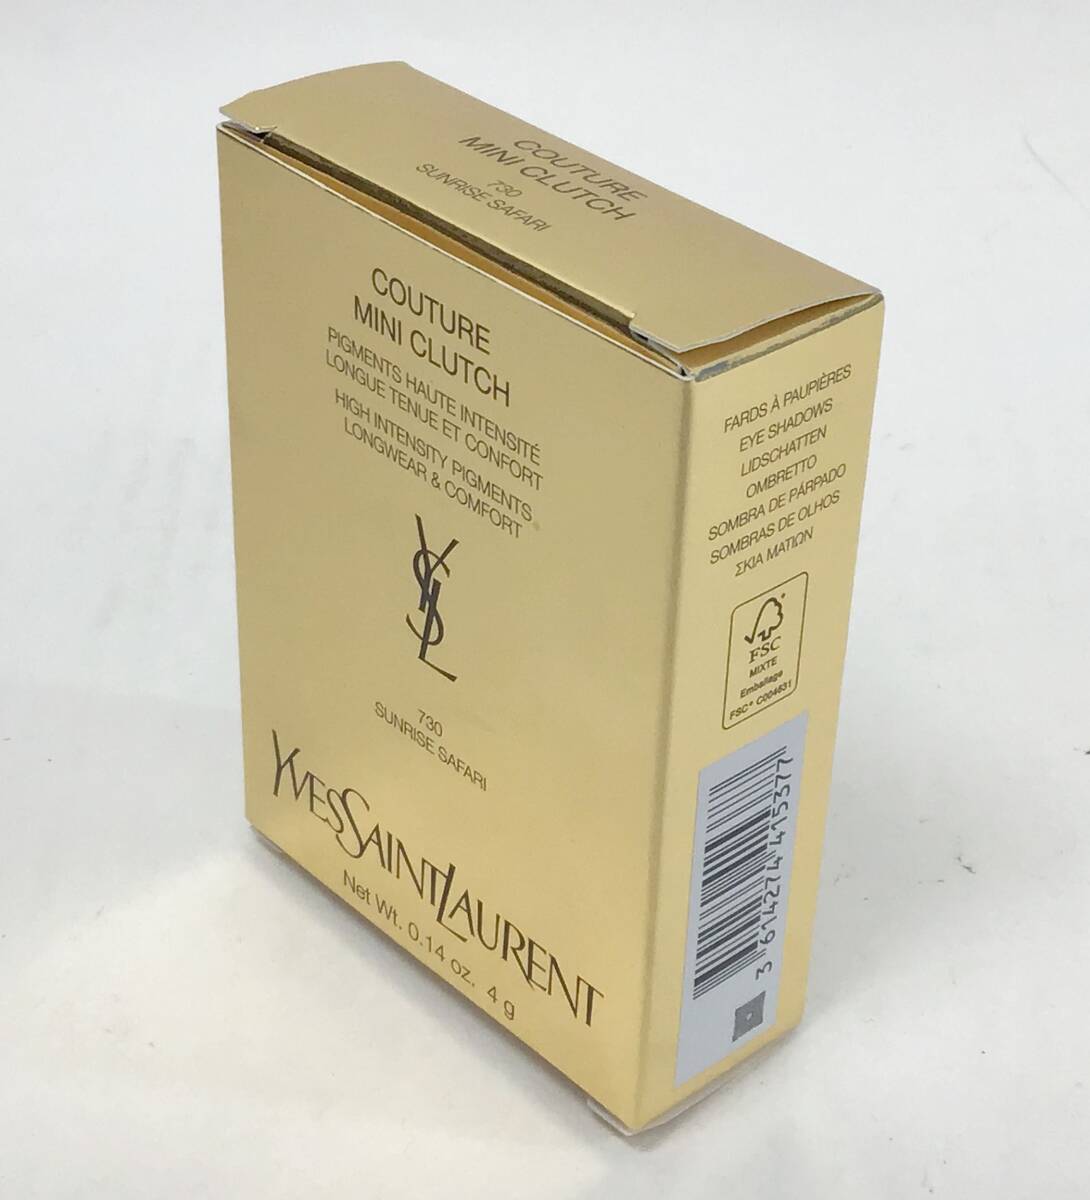 COUTURE
MINI CLUTCH
730
SUNRISE SAFARI
COUTURE
MINI CLUTCH
PIGMENTS HAUTE INTENSITÉ
LONGUE TENUE ET CONFORT
HIGH INTENSITY PIGMENTS
LONGWEAR & COMFORT
YSL
730
SUNRISE SAFARI
YVESSAINTLAURENT
Net Wt. 0.14 oz. 4 g
FARDS À PAUPIÈRES
EYE SHADOWS
LIDSCHATTEN
OMBRETTO
SOMBRA DE PÁRPADO
SOMBRAS DE OLHOS
ΣΚΙΑ ΜΑΤΙΩΝ
FSC
MIXTE
Emballage
FSC® C004631
3 614274 415377